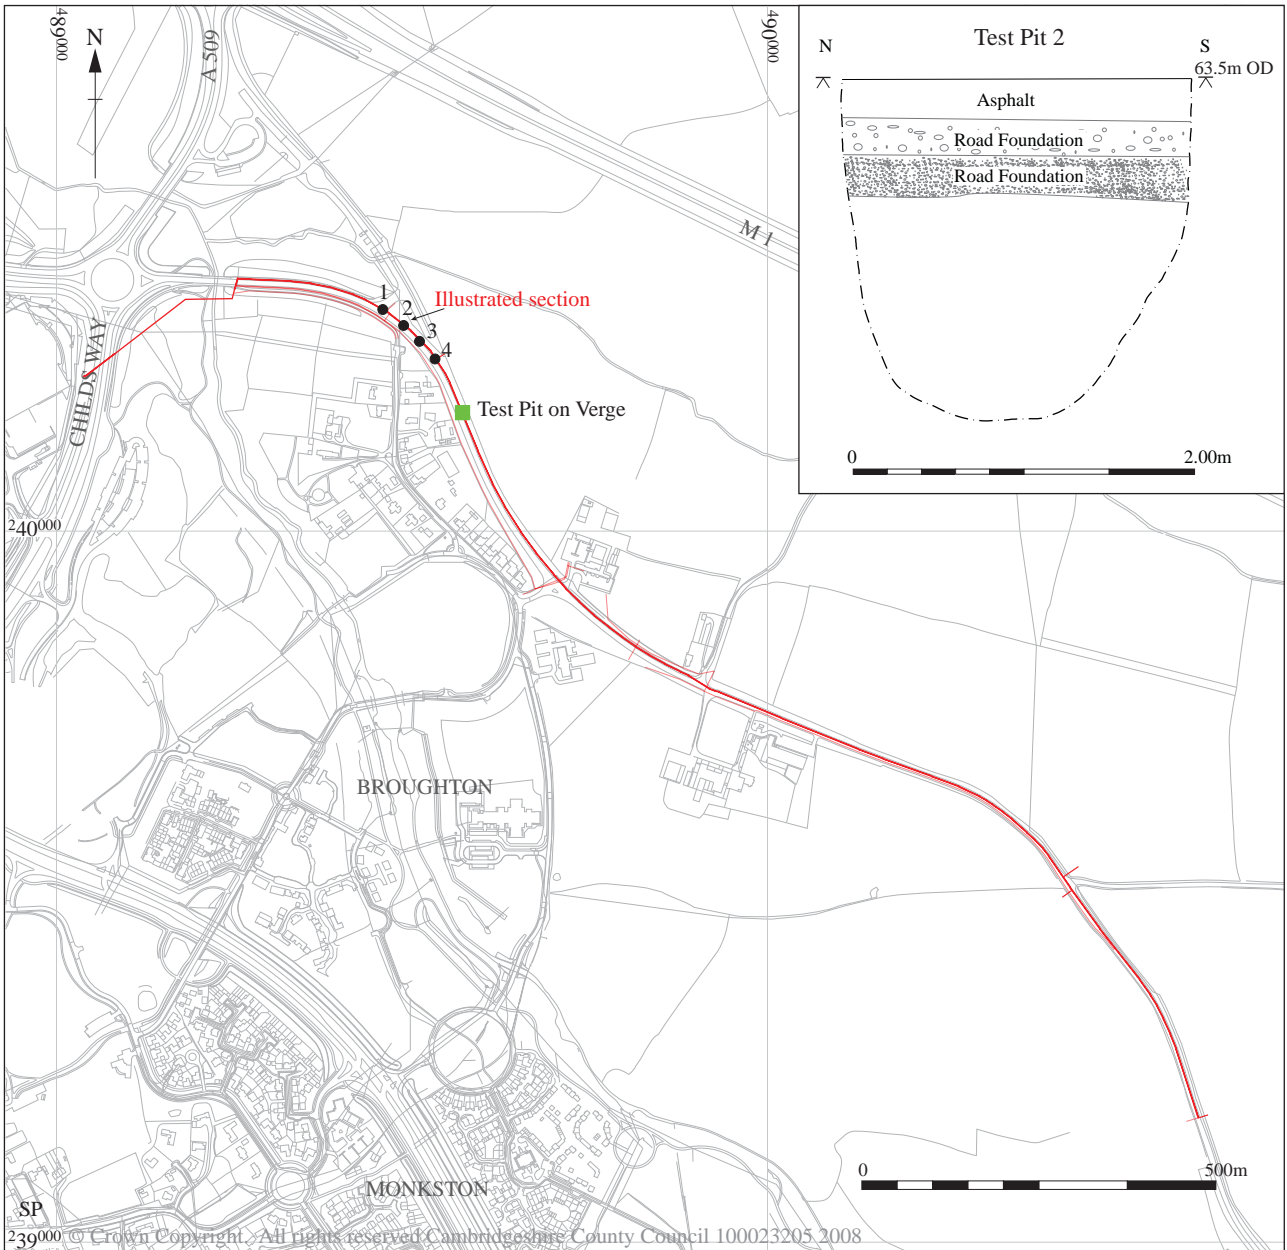 489000
N
A 509
490000
Test Pit 2
N
S
63.5m OD
Asphalt
Road Foundation
Road Foundation
0
2.00m
M 1
1
2
Illustrated section
3
4
CHILDS WAY
Test Pit on Verge
240000
BROUGHTON
0
500m
MONKSTON
SP
239000
© Crown Copyright. All rights reserved Cambridgeshire County Council 100023205 2008